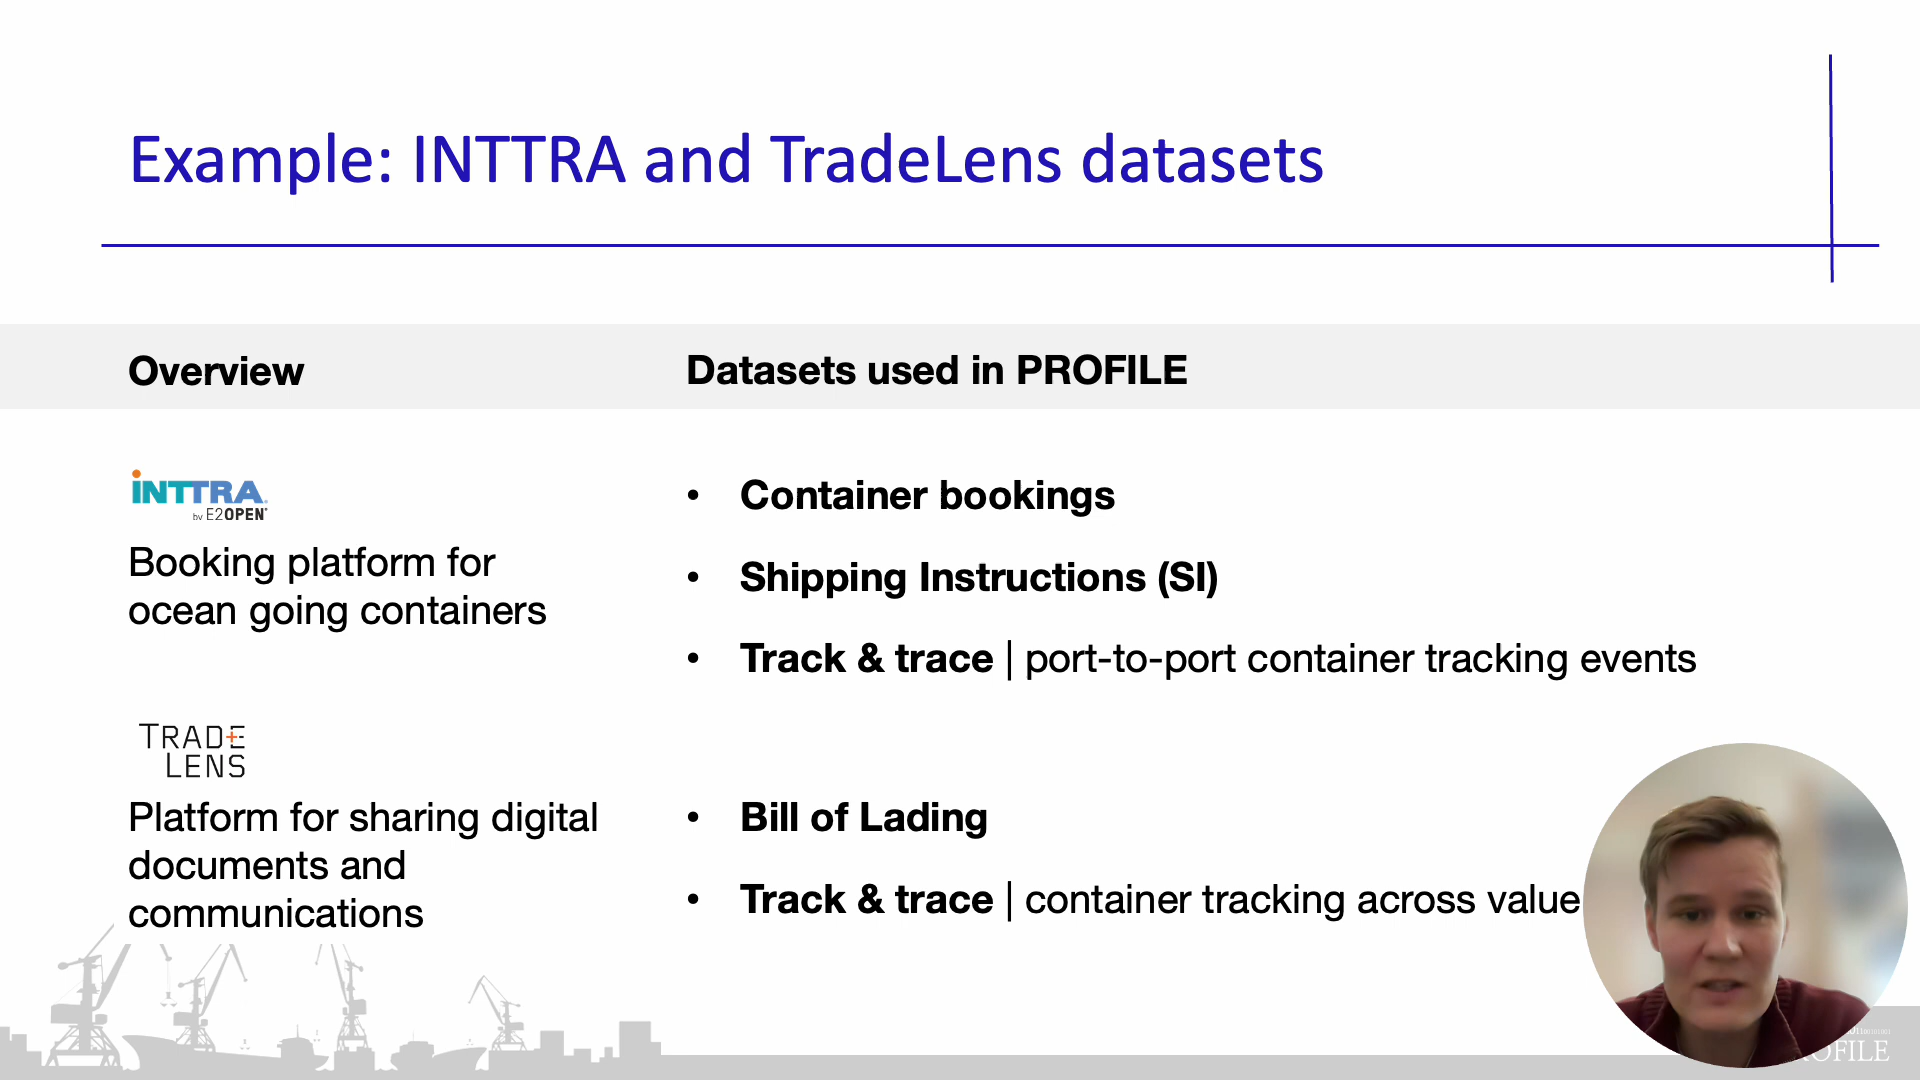 Example: INTTRA and TradeLens datasets
Overview
Datasets used in PROFILE
INTTRA
by E2OPEN
Booking platform for
ocean going containers
• Container bookings
• Shipping Instructions (SI)
• Track & trace | port-to-port container tracking events
TRADE
LENS
Platform for sharing digital
documents and
communications
• Bill of Lading
• Track & trace | container tracking across value
OFILE